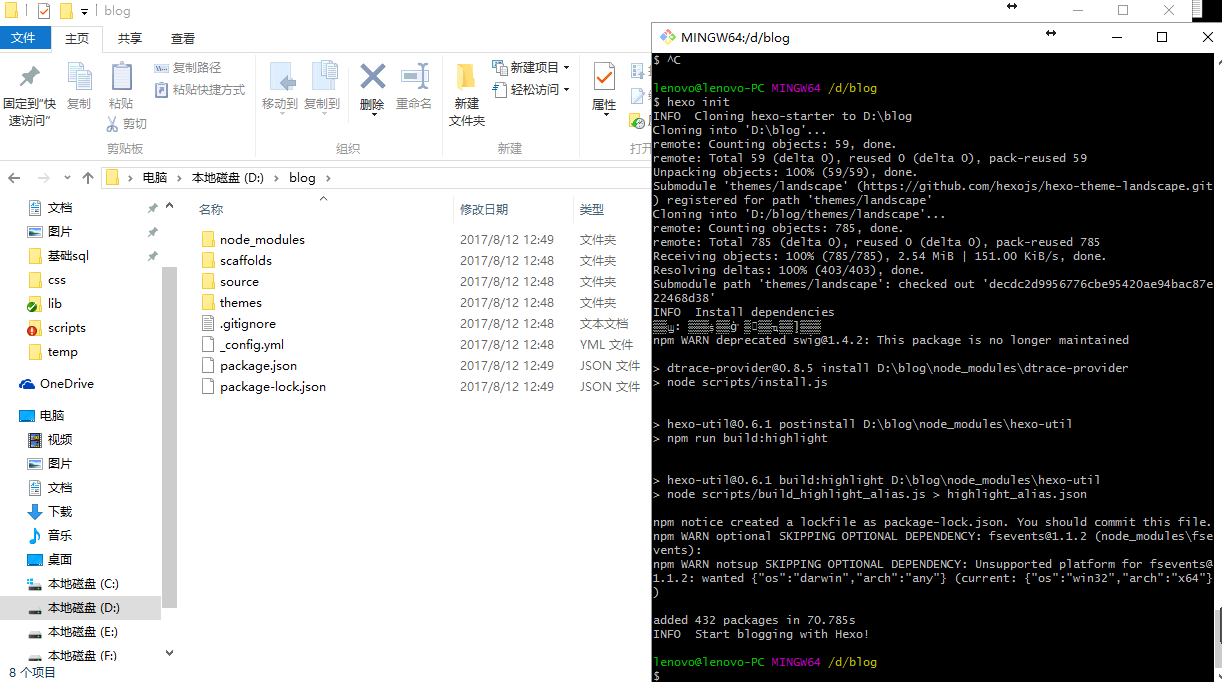 blog
文件
主页
共享
查看
固定到"快
速访问"
复制
粘贴
复制路径
粘贴快捷方式
剪切
剪贴板
移动到
复制到
删除
重命名
组织
新建
文件夹
新建项目
轻松访问
新建
属性
打开
电脑
本地磁盘 (D:)
blog
文档
图片
基础sql
css
lib
scripts
temp
OneDrive
电脑
视频
图片
文档
下载
音乐
桌面
本地磁盘 (C:)
本地磁盘 (D:)
本地磁盘 (E:)
本地磁盘 (F:)
8 个项目
名称 修改日期 类型
node_modules 2017/8/12 12:49 文件夹
scaffolds 2017/8/12 12:48 文件夹
source 2017/8/12 12:48 文件夹
themes 2017/8/12 12:48 文件夹
.gitignore 2017/8/12 12:48 文本文档
_config.yml 2017/8/12 12:48 YML 文件
package.json 2017/8/12 12:49 JSON 文件
package-lock.json 2017/8/12 12:49 JSON 文件
MINGW64:/d/blog
$ ^C
lenovo@lenovo-PC MINGW64 /d/blog
$ hexo init
INFO  Cloning hexo-starter to D:\blog
Cloning into 'D:\blog'...
remote: Counting objects: 59, done.
remote: Total 59 (delta 0), reused 0 (delta 0), pack-reused 59
Unpacking objects: 100% (59/59), done.
Submodule 'themes/landscape' (https://github.com/hexojs/hexo-theme-landscape.git
) registered for path 'themes/landscape'
Cloning into 'D:/blog/themes/landscape'...
remote: Counting objects: 785, done.
remote: Total 785 (delta 0), reused 0 (delta 0), pack-reused 785
Receiving objects: 100% (785/785), 2.54 MiB | 151.00 KiB/s, done.
Resolving deltas: 100% (403/403), done.
Submodule path 'themes/landscape': checked out 'decdc2d9956776cbe95420ae94bac87e
22468d38'
INFO  Install dependencies
npm WARN deprecated swig@1.4.2: This package is no longer maintained
> dtrace-provider@0.8.5 install D:\blog\node_modules\dtrace-provider
> node scripts/install.js
> hexo-util@0.6.1 postinstall D:\blog\node_modules\hexo-util
> npm run build:highlight
> hexo-util@0.6.1 build:highlight D:\blog\node_modules\hexo-util
> node scripts/build_highlight_alias.js > highlight_alias.json
npm notice created a lockfile as package-lock.json. You should commit this file.
npm WARN optional SKIPPING OPTIONAL DEPENDENCY: fsevents@1.1.2 (node_modules\fse
vents):
npm WARN notsup SKIPPING OPTIONAL DEPENDENCY: Unsupported platform for fsevents@
1.1.2: wanted {"os":"darwin","arch":"any"} (current: {"os":"win32","arch":"x64"}
)
added 432 packages in 70.785s
INFO  Start blogging with Hexo!
lenovo@lenovo-PC MINGW64 /d/blog
$